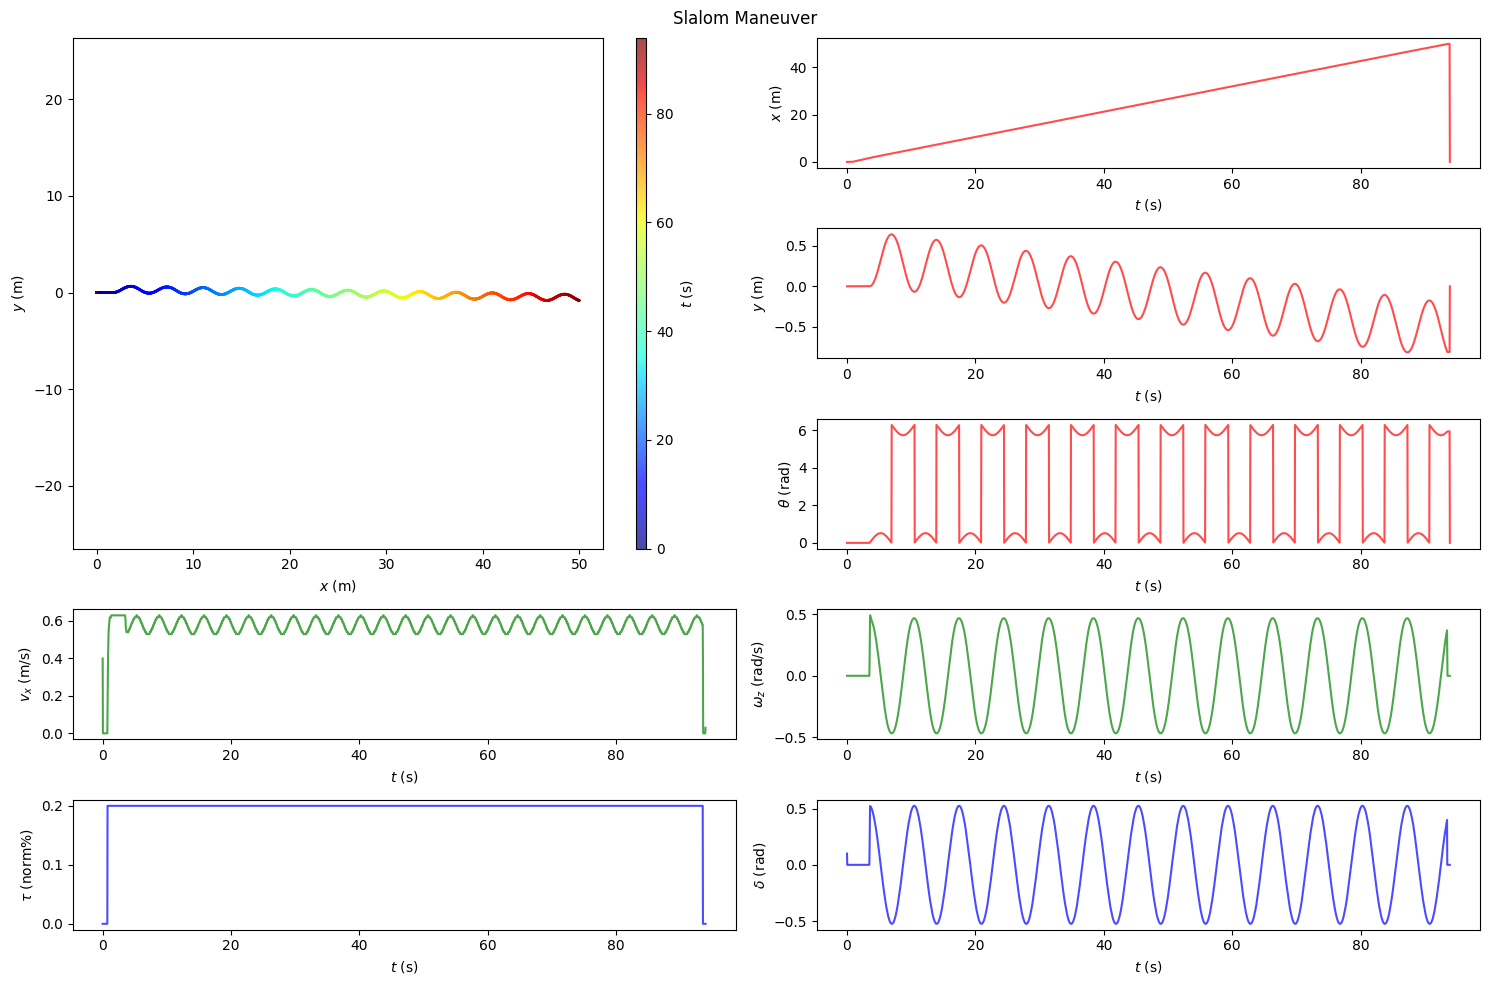 Slalom Maneuver
20
10
0
−10
−20
y (m)
0 10 20 30 40 50
x (m)
80
60
40
20
0
t (s)
40
20
0
x (m)
0 20 40 60 80
t (s)
0.5
0.0
−0.5
y (m)
0 20 40 60 80
t (s)
6
4
2
0
θ (rad)
0 20 40 60 80
t (s)
0.6
0.4
0.2
0.0
vₓ (m/s)
0 20 40 60 80
t (s)
0.5
0.0
−0.5
ω_z (rad/s)
0 20 40 60 80
t (s)
0.2
0.1
0.0
τ (norm%)
0 20 40 60 80
t (s)
0.5
0.0
−0.5
δ (rad)
0 20 40 60 80
t (s)